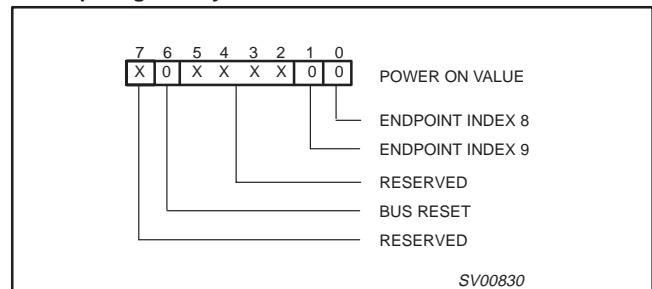 7 6 5 4 3 2 1 0
X 0 X X X X 0 0 POWER ON VALUE
ENDPOINT INDEX 8
ENDPOINT INDEX 9
RESERVED
BUS RESET
RESERVED
SV00830